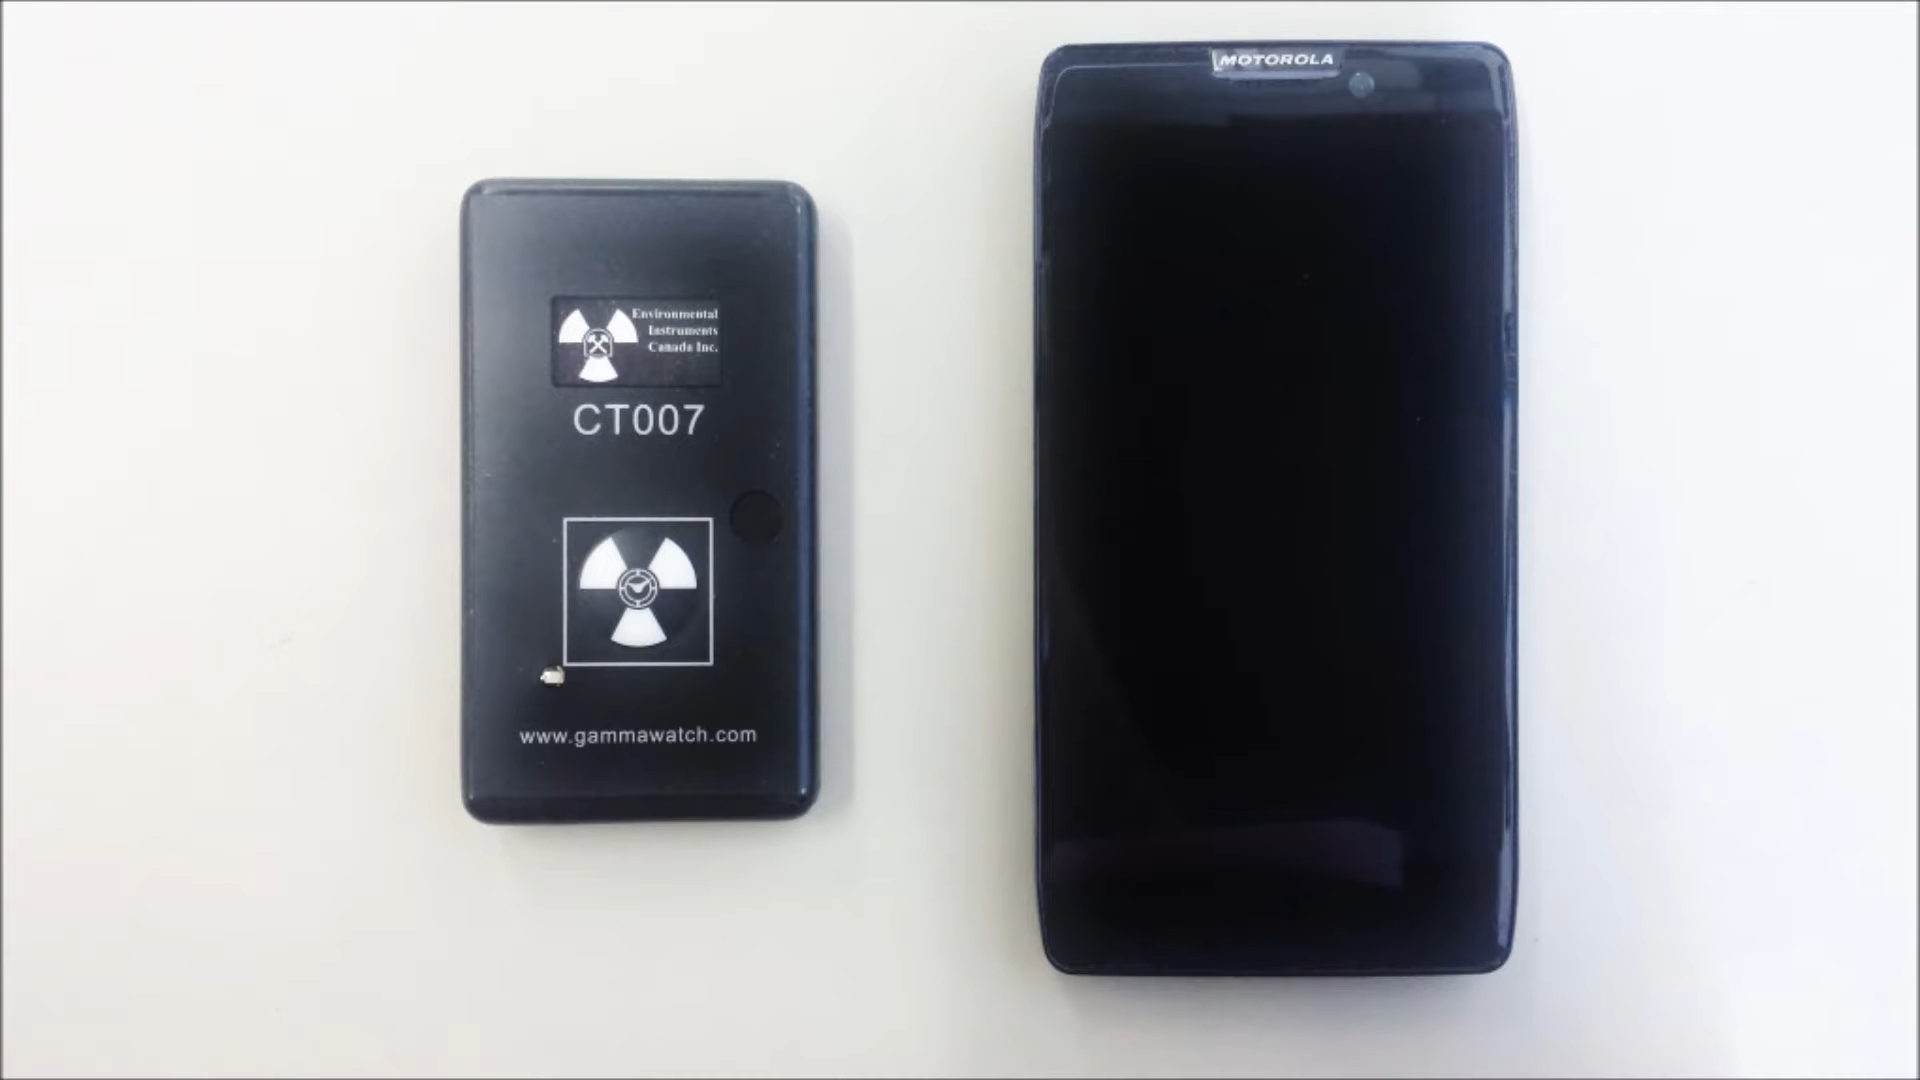 Environmental
Instruments
Canada Inc.
CT007
www.gammawatch.com
MOTOROLA